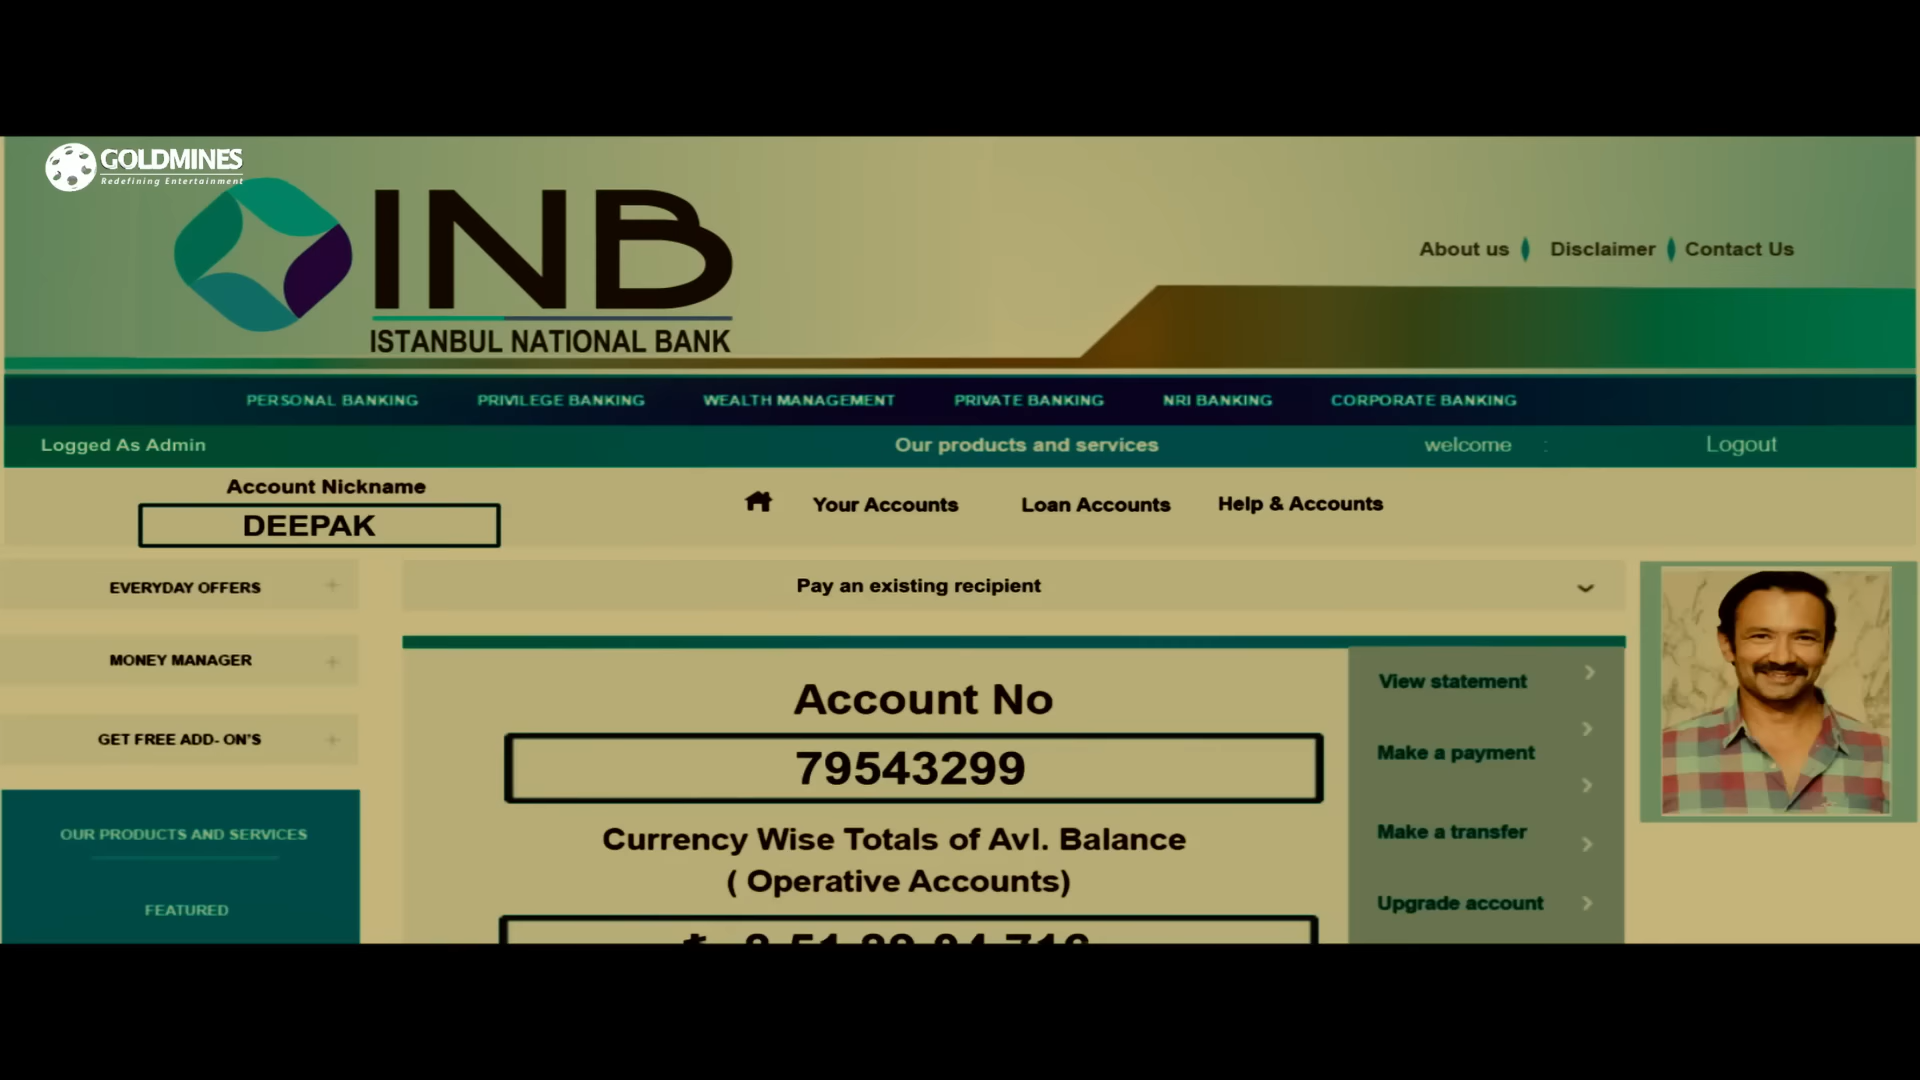 GOLDMINES
Redefining Entertainment
INB
ISTANBUL NATIONAL BANK
About us Disclaimer Contact Us
PERSONAL BANKING PRIVILEGE BANKING WEALTH MANAGEMENT PRIVATE BANKING NRI BANKING CORPORATE BANKING
Logged As Admin Our products and services welcome : Logout
Account Nickname
DEEPAK
Your Accounts Loan Accounts Help & Accounts
EVERYDAY OFFERS +
MONEY MANAGER +
GET FREE ADD- ON'S +
OUR PRODUCTS AND SERVICES
FEATURED
Pay an existing recipient
Account No
79543299
Currency Wise Totals of Avl. Balance
( Operative Accounts)
View statement
Make a payment
Make a transfer
Upgrade account